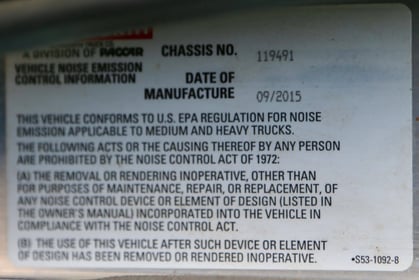 A DIVISION OF PACCAR
CHASSIS NO. 119491
VEHICLE NOISE EMISSION
CONTROL INFORMATION
DATE OF
MANUFACTURE 09/2015
THIS VEHICLE CONFORMS TO U.S. EPA REGULATION FOR NOISE
EMISSION APPLICABLE TO MEDIUM AND HEAVY TRUCKS.
THE FOLLOWING ACTS OR THE CAUSING THEREOF BY ANY PERSON
ARE PROHIBITED BY THE NOISE CONTROL ACT OF 1972:
(A) THE REMOVAL OR RENDERING INOPERATIVE, OTHER THAN
FOR PURPOSES OF MAINTENANCE, REPAIR, OR REPLACEMENT, OF
ANY NOISE CONTROL DEVICE OR ELEMENT OF DESIGN (LISTED IN
THE OWNER'S MANUAL) INCORPORATED INTO THE VEHICLE IN
COMPLIANCE WITH THE NOISE CONTROL ACT.
(B) THE USE OF THIS VEHICLE AFTER SUCH DEVICE OR ELEMENT
OF DESIGN HAS BEEN REMOVED OR RENDERED INOPERATIVE.
•S53-1092-B